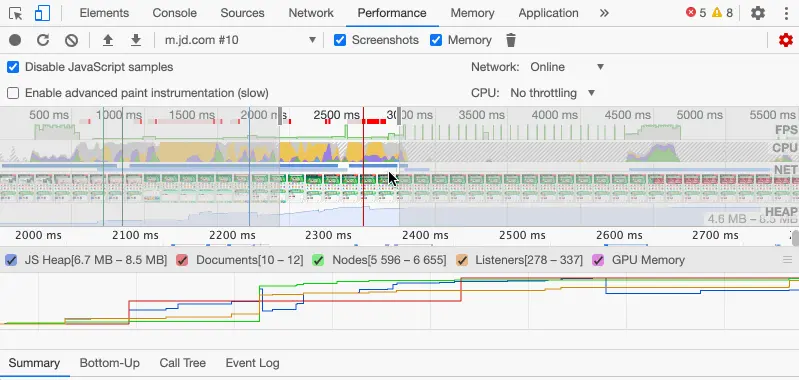 Elements Console Sources Network Performance Memory Application 5 8
m.jd.com #10 Screenshots Memory
Disable JavaScript samples Network: Online
Enable advanced paint instrumentation (slow) CPU: No throttling
500 ms 1000 ms 1500 ms 2000 ms 2500 ms 3000 ms 3500 ms 4000 ms 4500 ms 5000 ms 5500 ms
FPS
CPU
NET
HEAP
4.6 MB – 8.5 MB
2000 ms 2100 ms 2200 ms 2300 ms 2400 ms 2500 ms 2600 ms 2700 ms
JS Heap[6.7 MB – 8.5 MB] Documents[10 – 12] Nodes[5 596 – 6 655] Listeners[278 – 337] GPU Memory
Summary Bottom-Up Call Tree Event Log